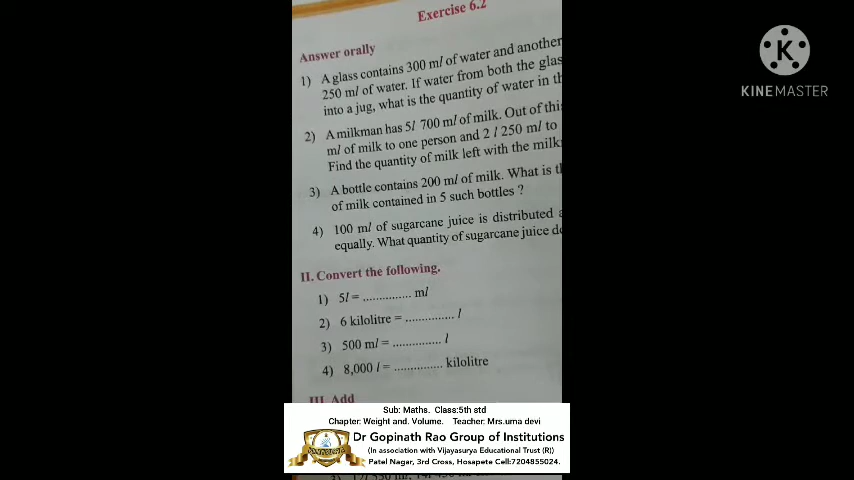 Exercise 6.2
Answer orally
1) A glass contains 300 ml of water and another
250 ml of water. If water from both the
into a jug, what is the quantity of water in
2) A milkman has 5l 700 ml of milk. Out of
ml of milk to one person and 2 l 250 ml to
Find the quantity of milk left with the
3) A bottle contains 200 ml of milk. What is
of milk contained in 5 such bottles ?
4) 100 ml of sugarcane juice is distributed
equally. What quantity of sugarcane juice
II. Convert the following.
1) 5l = .............. ml
2) 6 kilolitre = .............. l
3) 500 ml = .............. l
4) 8,000 l = .............. kilolitre
III. Add
KINEMASTER
Sub: Maths. Class:5th std
Chapter: Weight and. Volume. Teacher: Mrs.uma devi
Dr Gopinath Rao Group of Institutions
(In association with Vijayasurya Educational Trust (R))
Patel Nagar, 3rd Cross, Hosapete Cell:7204855024.